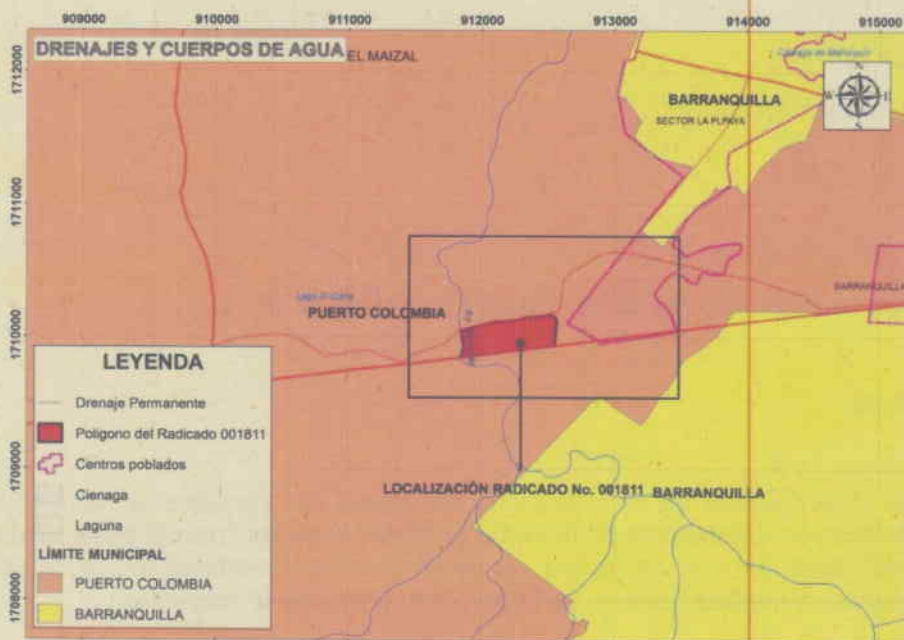 909000 910000 911000 912000 913000 914000 915000
1712000
1711000
1710000
1709000
1708000
DRENAJES Y CUERPOS DE AGUA
EL MAIZAL
BARRANQUILLA
SECTOR LA PLPAYA
PUERTO COLOMBIA
BARRANQUILLA
LEYENDA
Drenaje Permanente
Poligono del Radicado 001811
Centros poblados
Cienaga
Laguna
LÍMITE MUNICIPAL
PUERTO COLOMBIA
BARRANQUILLA
LOCALIZACIÓN RADICADO No. 001811
BARRANQUILLA